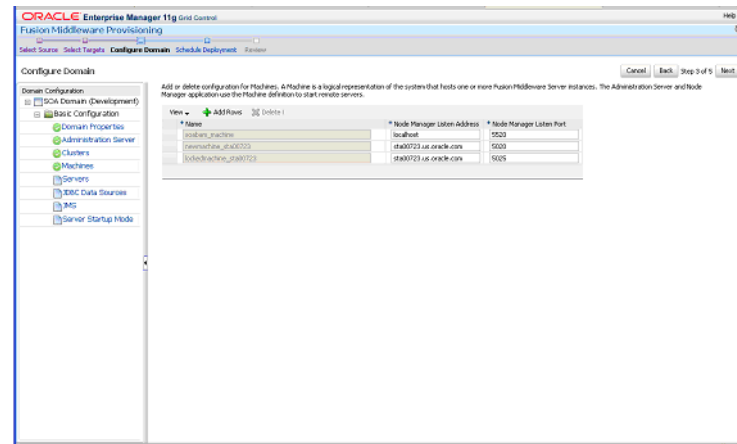 ORACLE Enterprise Manager 11g Grid Control
Help
Fusion Middleware Provisioning
Select Source Select Targets Configure Domain Schedule Deployment Review
Configure Domain
Cancel Back Step 3 of 5 Next
Domain Configuration
SOA Domain (Development)
Basic Configuration
Domain Properties
Administration Server
Clusters
Machines
Servers
JDBC Data Sources
JMS
Server Startup Mode
Add or delete configuration for Machines. A Machine is a logical representation of the system that hosts one or more Fusion Middleware Server instances. The Administration Server and Node
Manager application use the Machine definition to start remote servers.
View Add Rows Delete
* Name * Node Manager Listen Address * Node Manager Listen Port
soabam_machine localhost 5520
newmachine_sta00723 sta00723.us.oracle.com 5020
lockedmachine_sta00723 sta00723.us.oracle.com 5025